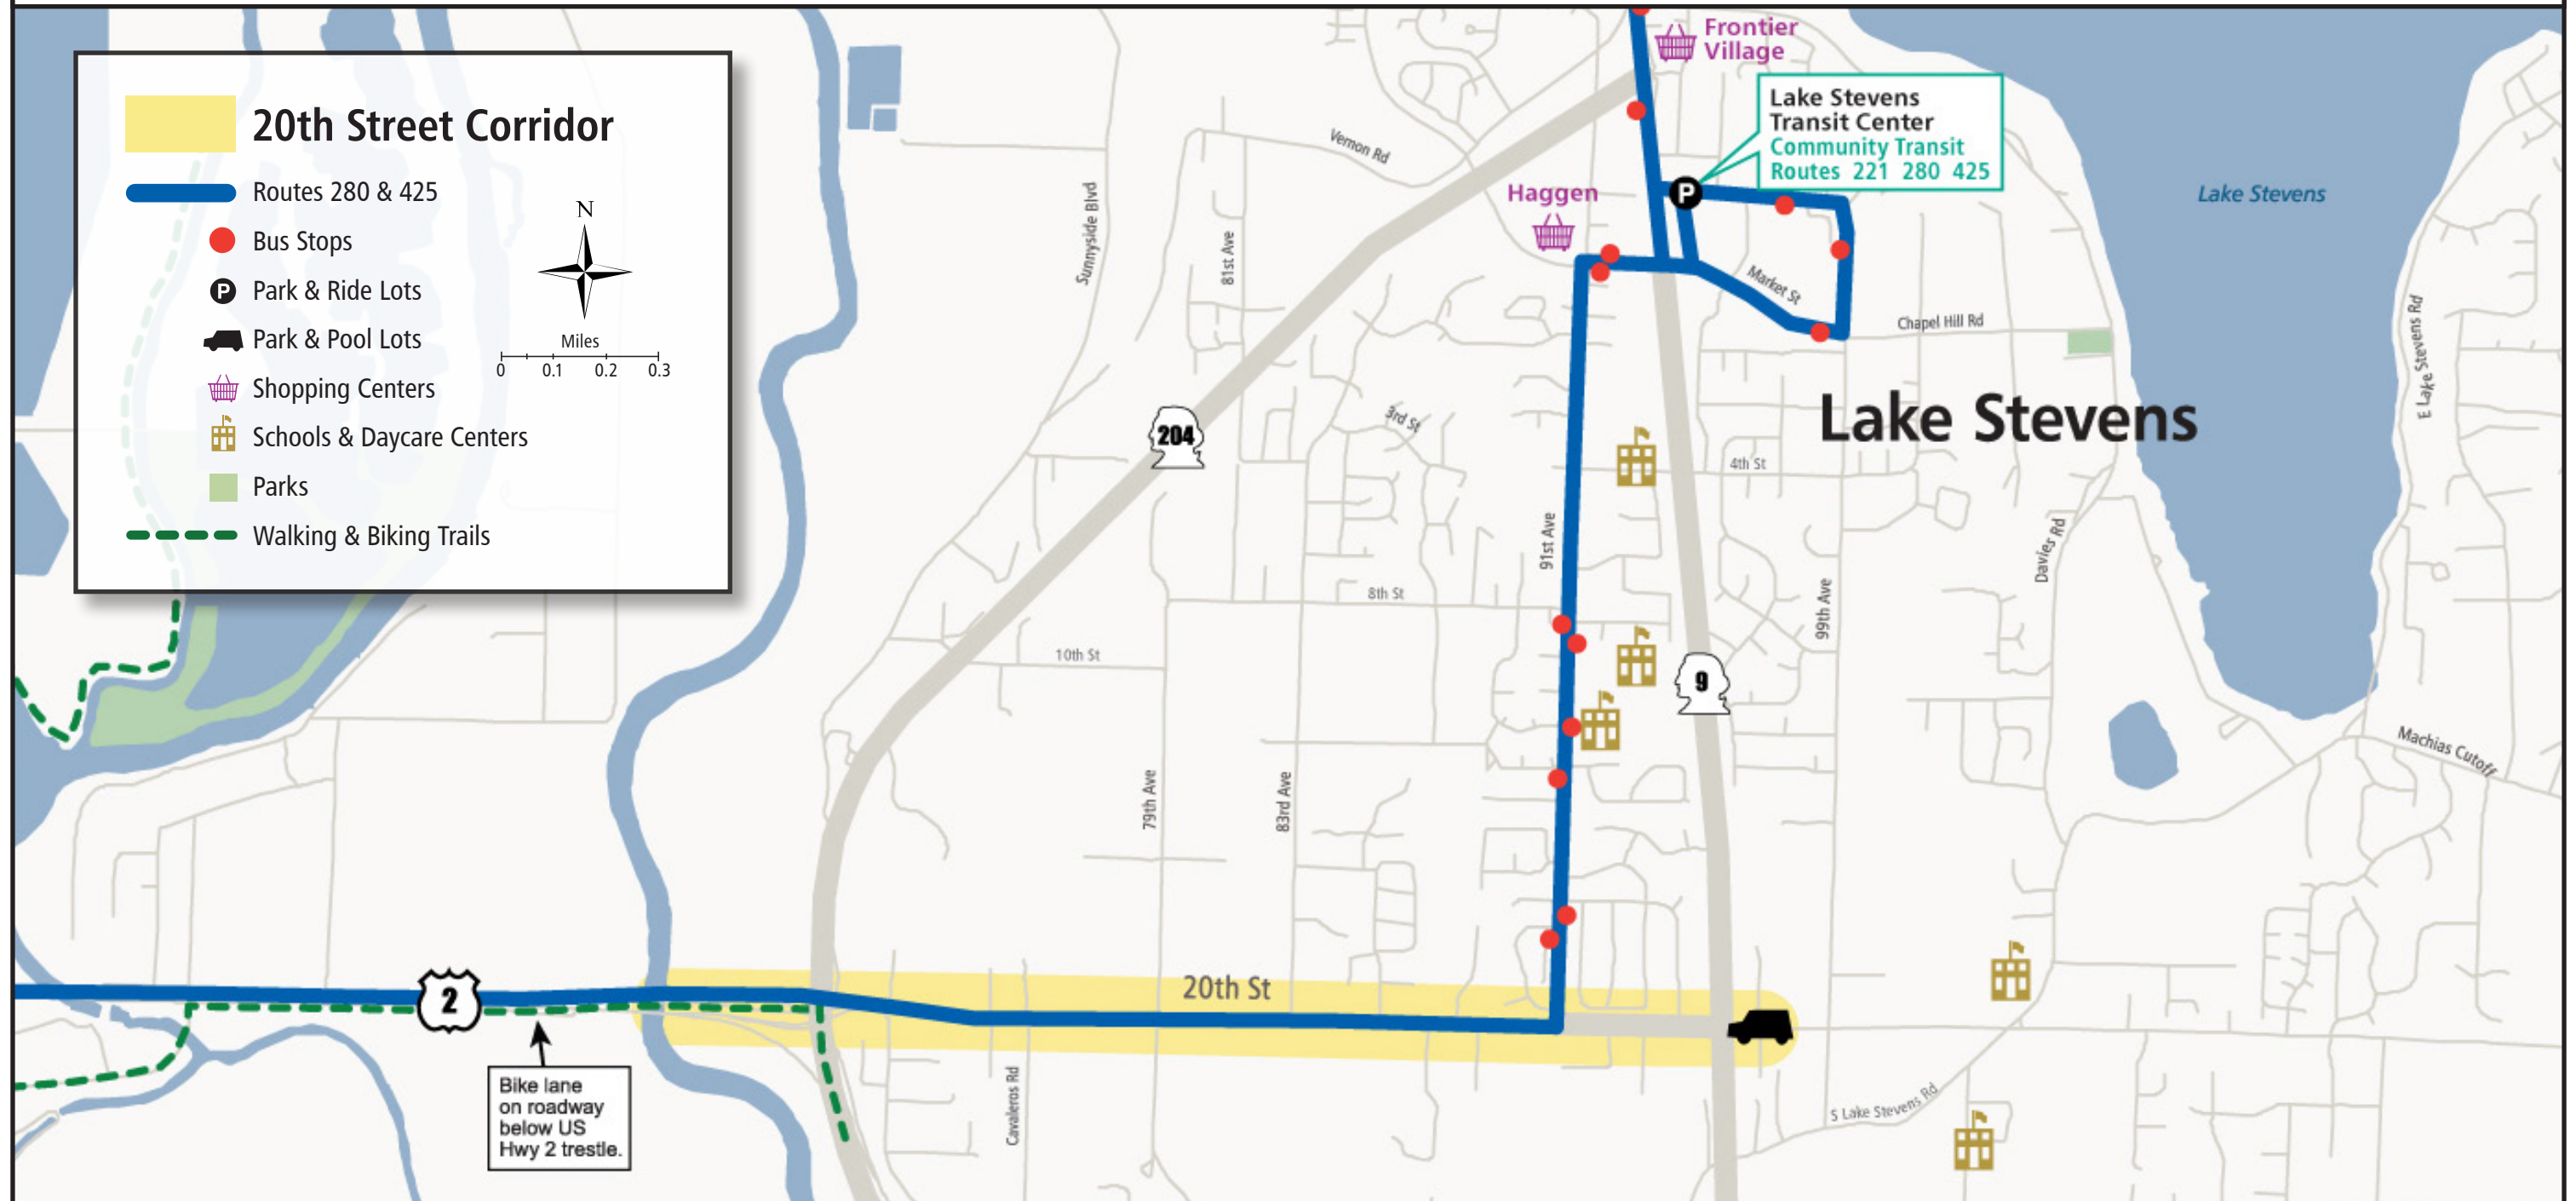 20th Street Corridor
Routes 280 & 425
Bus Stops
P
Park & Ride Lots
Park & Pool Lots
Shopping Centers
Schools & Daycare Centers
Parks
Walking & Biking Trails
N
Miles
0 0.1 0.2 0.3
Frontier
Village
Lake Stevens
Transit Center
Community Transit
Routes 221 280 425
P
Haggen
Lake Stevens
Vernon Rd
Sunnyside Blvd
81st Ave
Market St
Chapel Hill Rd
E Lake Stevens Rd
204
3rd St
Lake Stevens
4th St
91st Ave
Davies Rd
8th St
99th Ave
10th St
9
Machias Cutoff
79th Ave
83rd Ave
2
20th St
Bike lane
on roadway
below US
Hwy 2 trestle.
Cavaleros Rd
S Lake Stevens Rd